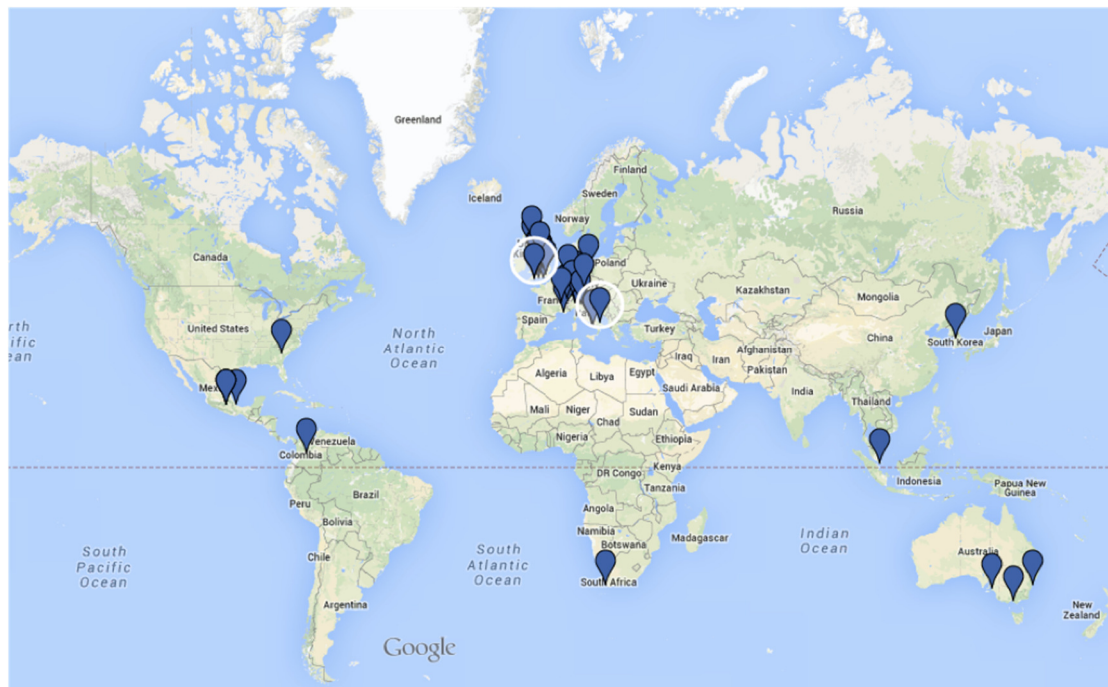 Greenland
Iceland
Finland
Sweden
Norway
Russia
Canada
Poland
Ukraine
Kazakhstan
Mongolia
Spain
Turkey
United States
North
Atlantic
Ocean
China
Japan
South Korea
Iraq
Iran
Afghanistan
Pakistan
Algeria
Libya
Egypt
Saudi Arabia
India
Thailand
Mali
Niger
Chad
Sudan
Nigeria
Ethiopia
Venezuela
Colombia
DR Congo
Kenya
Tanzania
Indonesia
Papua New
Guinea
Peru
Brazil
Bolivia
Angola
Namibia
Botswana
Madagascar
Indian
Ocean
South
Pacific
Ocean
South
Atlantic
Ocean
Chile
Argentina
South Africa
Australia
New
Zealand
Google